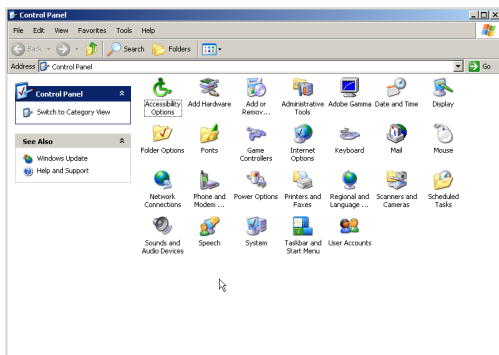 Control Panel
File Edit View Favorites Tools Help
Back Search Folders
Address Control Panel Go
Control Panel
Switch to Category View
See Also
Windows Update
Help and Support
Accessibility Options
Add Hardware
Add or Remov...
Administrative Tools
Adobe Gamma
Date and Time
Display
Folder Options
Fonts
Game Controllers
Internet Options
Keyboard
Mail
Mouse
Network Connections
Phone and Modem ...
Power Options
Printers and Faxes
Regional and Language ...
Scanners and Cameras
Scheduled Tasks
Sounds and Audio Devices
Speech
System
Taskbar and Start Menu
User Accounts